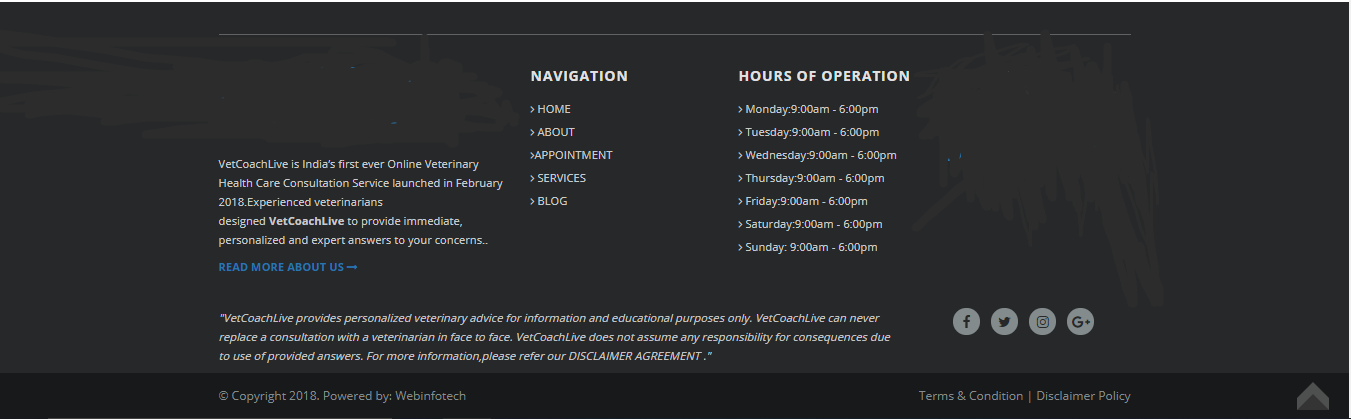 VetCoachLive is India’s first ever Online Veterinary
Health Care Consultation Service launched in February
2018.Experienced veterinarians
designed VetCoachLive to provide immediate,
personalized and expert answers to your concerns..
READ MORE ABOUT US
NAVIGATION
HOME
ABOUT
APPOINTMENT
SERVICES
BLOG
HOURS OF OPERATION
Monday:9:00am - 6:00pm
Tuesday:9:00am - 6:00pm
Wednesday:9:00am - 6:00pm
Thursday:9:00am - 6:00pm
Friday:9:00am - 6:00pm
Saturday:9:00am - 6:00pm
Sunday: 9:00am - 6:00pm
"VetCoachLive provides personalized veterinary advice for information and educational purposes only. VetCoachLive can never
replace a consultation with a veterinarian in face to face. VetCoachLive does not assume any responsibility for consequences due
to use of provided answers. For more information,please refer our DISCLAIMER AGREEMENT ."
© Copyright 2018. Powered by: Webinfotech
Terms & Condition | Disclaimer Policy